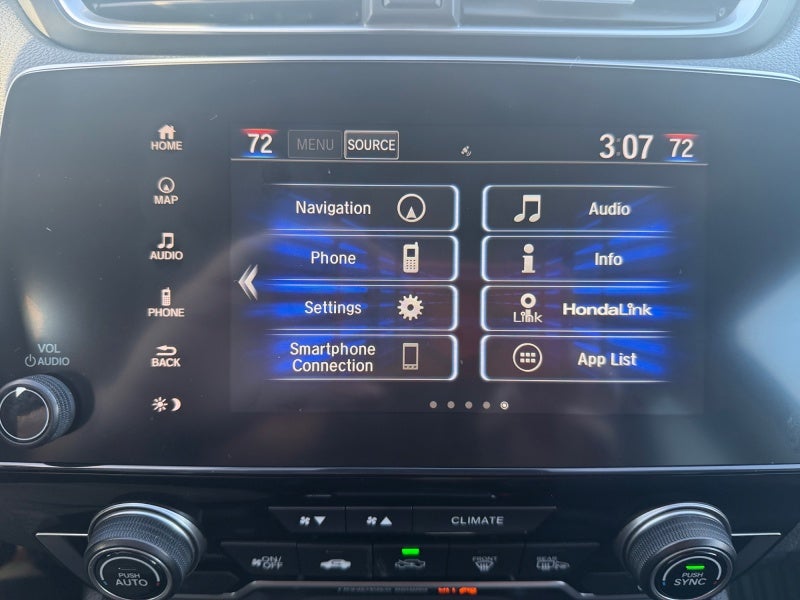 HOME
MAP
AUDIO
PHONE
BACK
VOL
AUDIO
72 MENU SOURCE 3:07 72
Navigation
Audio
Phone
Info
Settings
Link HondaLink
Smartphone
Connection
App List
CLIMATE
PUSH
AUTO
ON/
OFF
FRONT
REAR
PUSH
SYNC